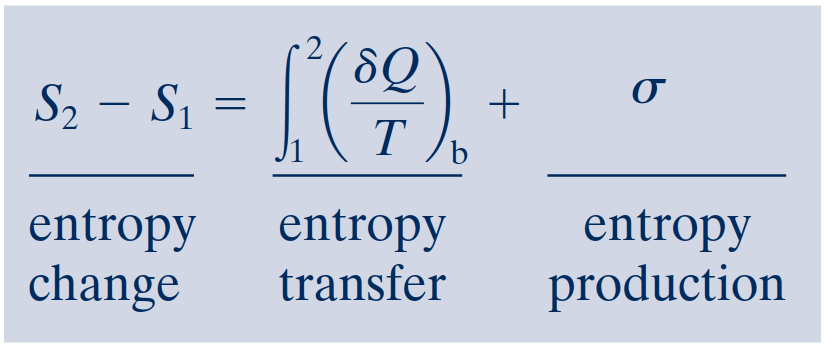 S₂ − S₁ = ∫₁² (δQ/T)_b + σ
entropy change
entropy transfer
entropy production